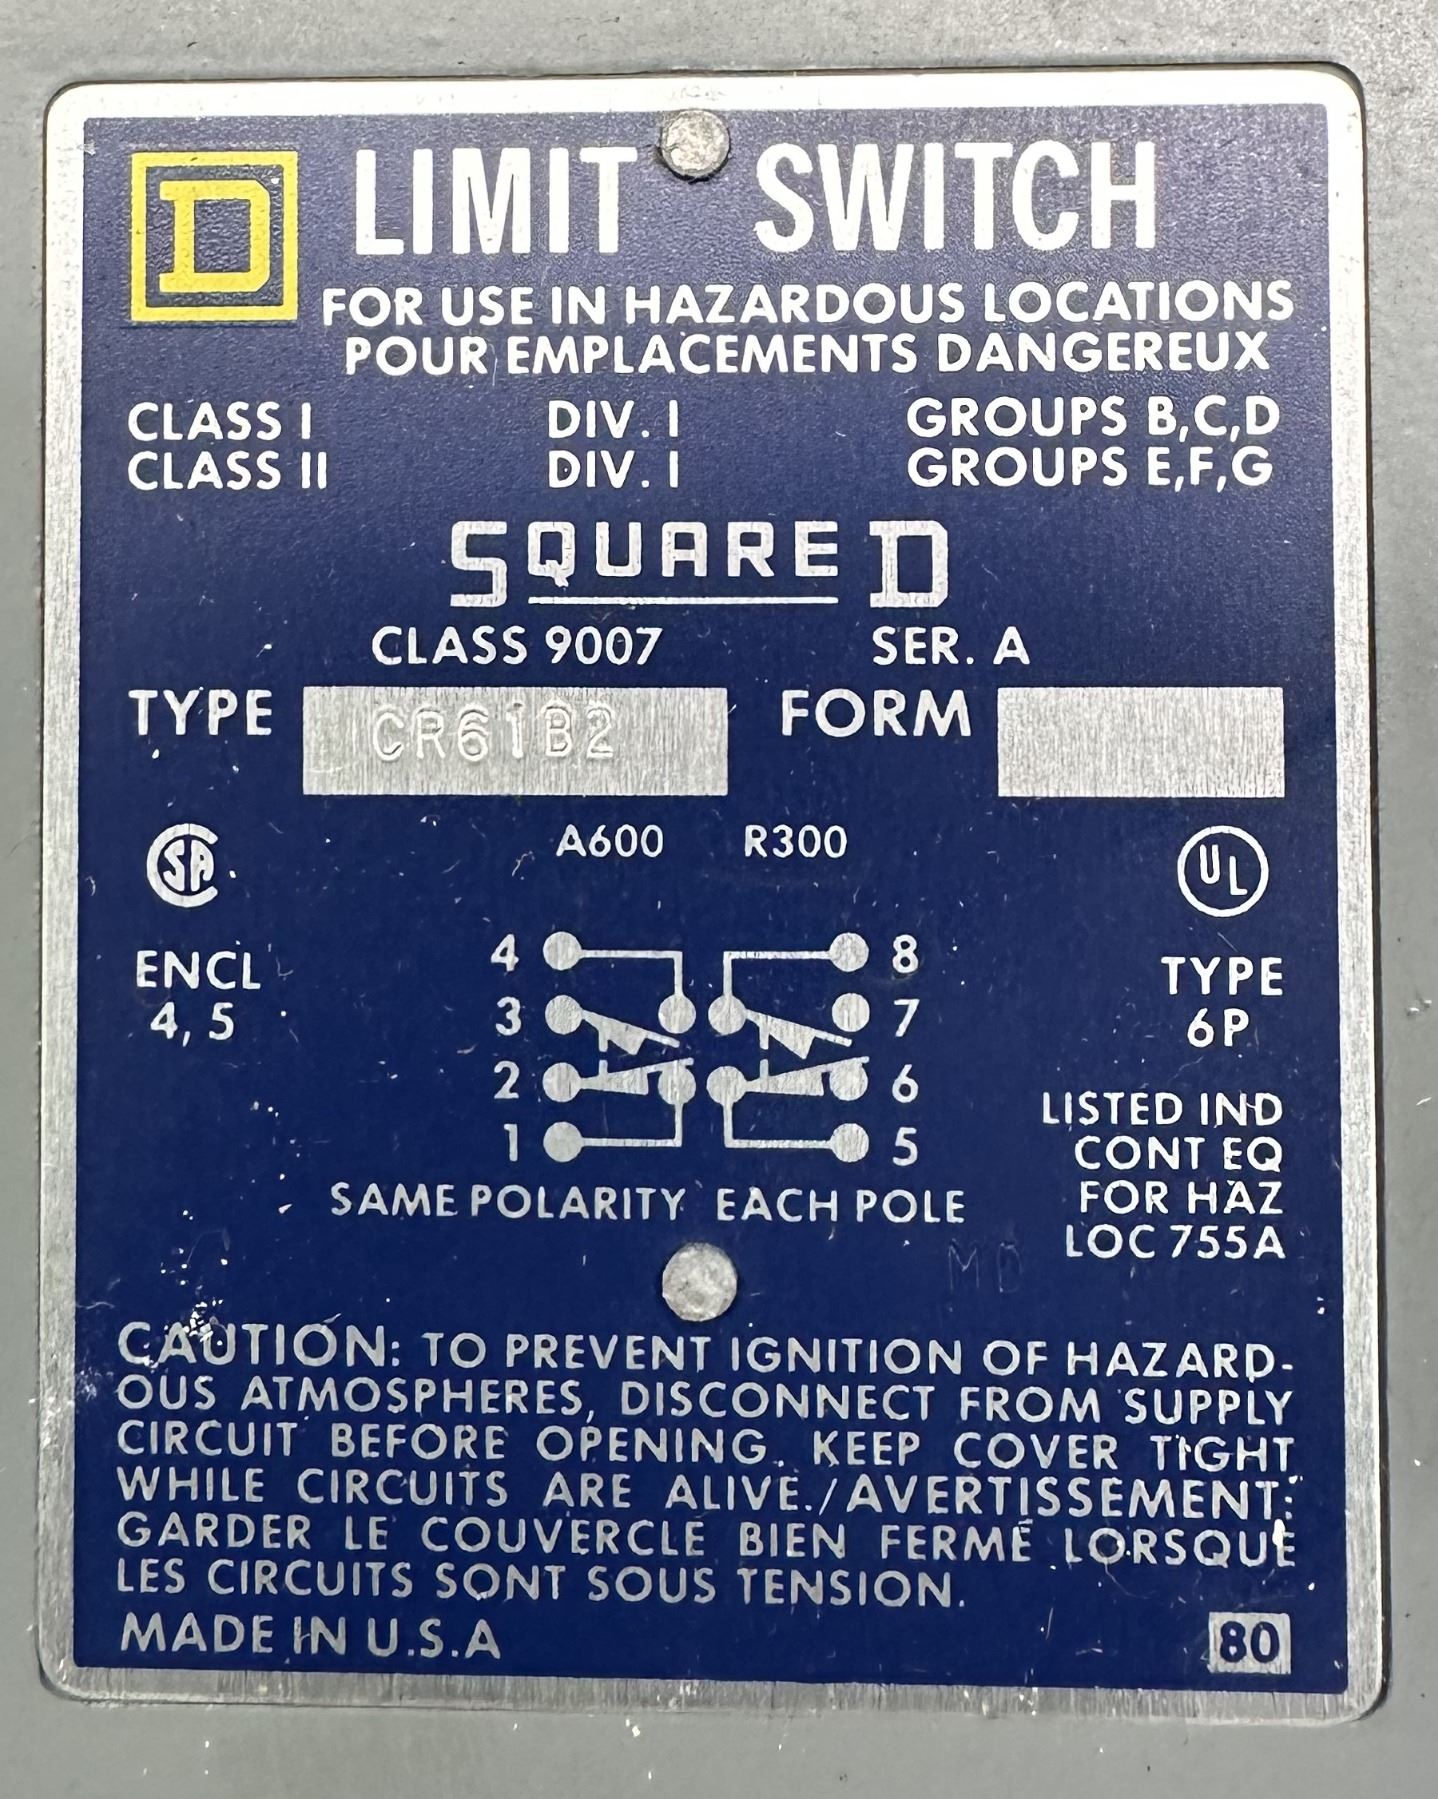 D LIMIT SWITCH
FOR USE IN HAZARDOUS LOCATIONS
POUR EMPLACEMENTS DANGEREUX
CLASS I DIV. I GROUPS B,C,D
CLASS II DIV. I GROUPS E,F,G
SQUARE D
CLASS 9007 SER. A
TYPE CR61B2 FORM
A600 R300
SA UL
ENCL
4, 5
4 8
3 7
2 6
1 5
SAME POLARITY EACH POLE
TYPE
6P
LISTED IND
CONT EQ
FOR HAZ
LOC 755A
CAUTION: TO PREVENT IGNITION OF HAZARD-
OUS ATMOSPHERES, DISCONNECT FROM SUPPLY
CIRCUIT BEFORE OPENING. KEEP COVER TIGHT
WHILE CIRCUITS ARE ALIVE./AVERTISSEMENT:
GARDER LE COUVERCLE BIEN FERMÉ LORSQUE
LES CIRCUITS SONT SOUS TENSION.
MADE IN U.S.A
80